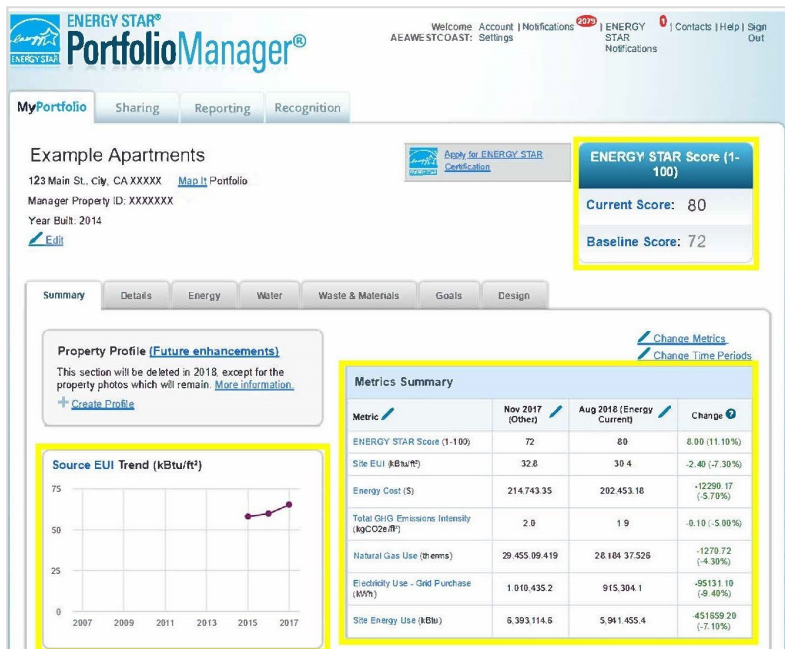 ENERGY STAR®
PortfolioManager®
ENERGY STAR
Welcome AEAWESTCOAST:
Account Settings | Notifications 2079 | ENERGY STAR Notifications 1 | Contacts | Help | Sign Out
MyPortfolio Sharing Reporting Recognition
Example Apartments
123 Main St., City, CA XXXXX Map It Portfolio
Manager Property ID: XXXXXXX
Year Built: 2014
Edit
Apply for ENERGY STAR
Certification
ENERGY STAR Score (1-
100)
Current Score: 80
Baseline Score: 72
Summary Details Energy Water Waste & Materials Goals Design
Property Profile (Future enhancements)
This section will be deleted in 2018, except for the
property photos which will remain. More information.
Create Profile
Change Metrics
Change Time Periods
Source EUI Trend (kBtu/ft²)
75
50
25
0
2007 2009 2011 2013 2015 2017
Metrics Summary
Metric Nov 2017 (Other) Aug 2018 (Energy Current) Change ?
ENERGY STAR Score (1-100) 72 80 8.00 (11.10%)
Site EUI (kBtu/ft²) 32.8 30.4 -2.40 (-7.30%)
Energy Cost ($) 214,743.35 202,453.18 -12290.17 (-5.70%)
Total GHG Emissions Intensity (kgCO2e/ft²) 2.0 1.9 -0.10 (-5.00%)
Natural Gas Use (therms) 29,455.09.419 28,184 37.526 -1270.72 (-4.30%)
Electricity Use - Grid Purchase (kWh) 1,010,435.2 915,304.1 -95131.10 (-9.40%)
Site Energy Use (kBtu) 6,393,114.6 5,941,455.4 -451659.20 (-7.10%)